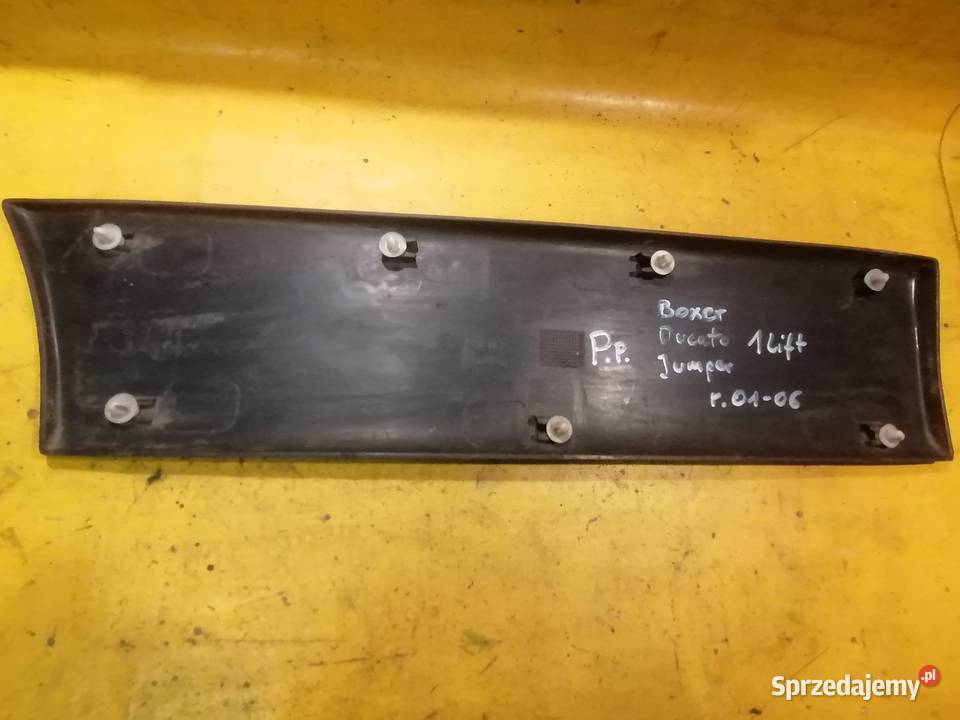 Boxer
Ducato 1 Lift
P.P.
Jumper
r. 01-06
Sprzedajemy.pl